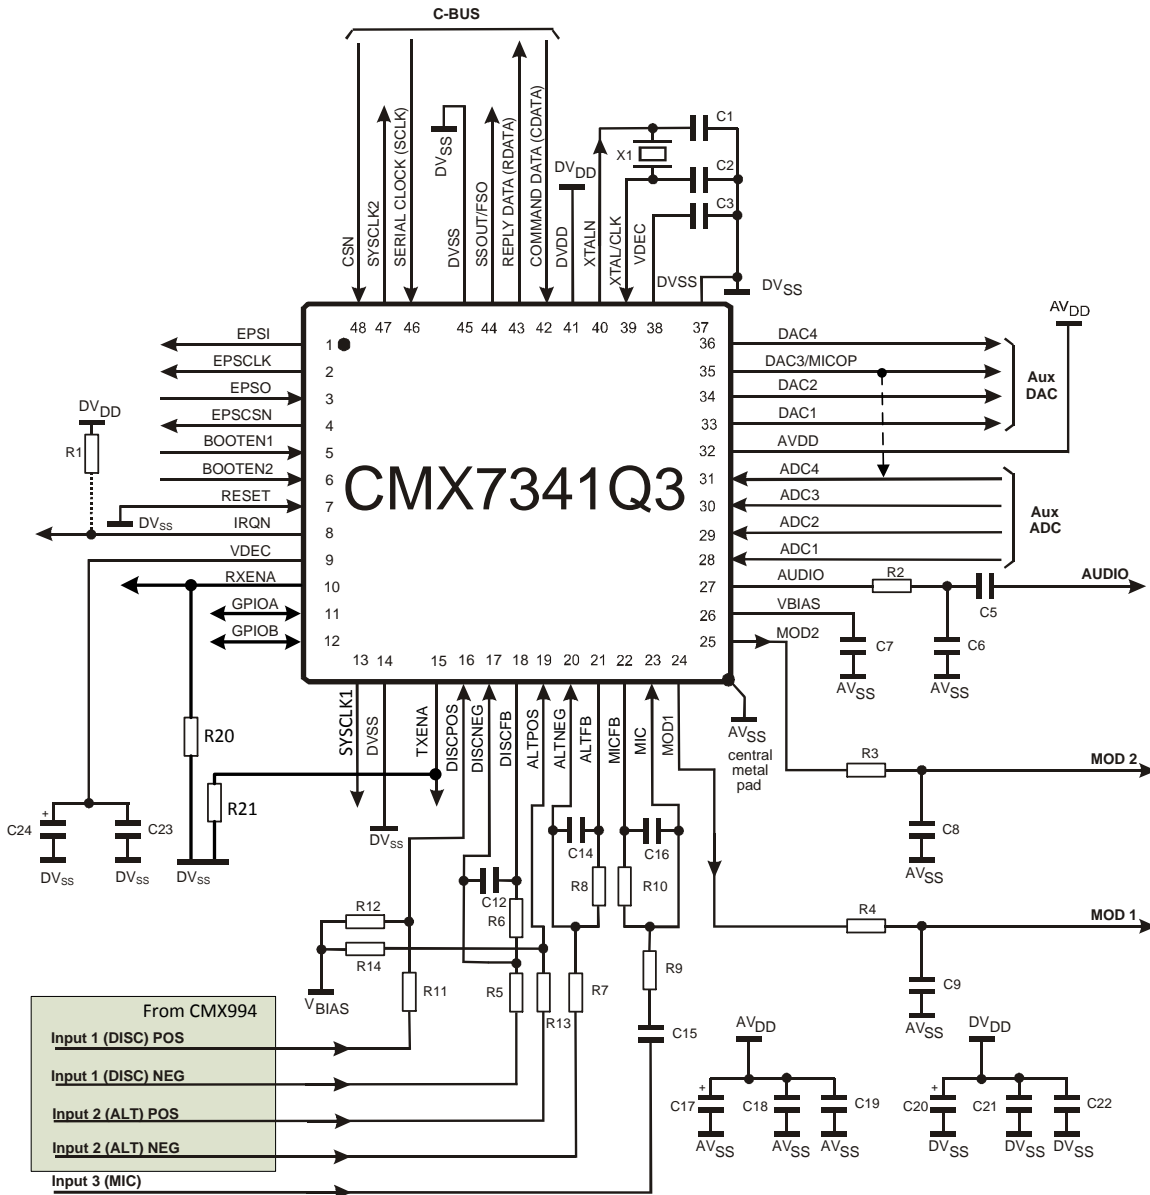 C-BUS
CSN
SYSCLK2
SERIAL CLOCK (SCLK)
DVSS
DVSS
SSOUT/FSO
REPLY DATA (RDATA)
COMMAND DATA (CDATA)
DVDD
DVDD
XTALN
XTAL/CLK
VDEC
DVSS
X1
C1
C2
C3
DVSS
48 47 46 45 44 43 42 41 40 39 38 37
EPSI 1
EPSCLK 2
EPSO 3
EPSCSN 4
BOOTEN1 5
BOOTEN2 6
RESET 7
IRQN 8
VDEC 9
RXENA 10
GPIOA 11
GPIOB 12
DVDD
R1
DVSS
CMX7341Q3
36 DAC4
35 DAC3/MICOP
34 DAC2
33 DAC1
32 AVDD
31 ADC4
30 ADC3
29 ADC2
28 ADC1
27 AUDIO
26 VBIAS
25 MOD2
AVDD
Aux
DAC
Aux
ADC
R2
C5
AUDIO
C7
C6
AVSS
AVSS
13 14 15 16 17 18 19 20 21 22 23 24
SYSCLK1
DVSS
TXENA
DISCPOS
DISCNEG
DISCFB
ALTPOS
ALTNEG
ALTFB
MICFB
MIC
MOD1
AVSS
central
metal
pad
R20
R21
C24
+
C23
DVSS
DVSS
DVSS
DVSS
R3
MOD 2
C8
AVSS
R4
MOD 1
C9
AVSS
C14
C16
C12
R8
R10
R6
R12
R14
VBIAS
R11
R5
R13
R7
R9
C15
From CMX994
Input 1 (DISC) POS
Input 1 (DISC) NEG
Input 2 (ALT) POS
Input 2 (ALT) NEG
Input 3 (MIC)
AVDD
+
C17
C18
C19
AVSS
AVSS
AVSS
DVDD
+
C20
C21
C22
DVSS
DVSS
DVSS